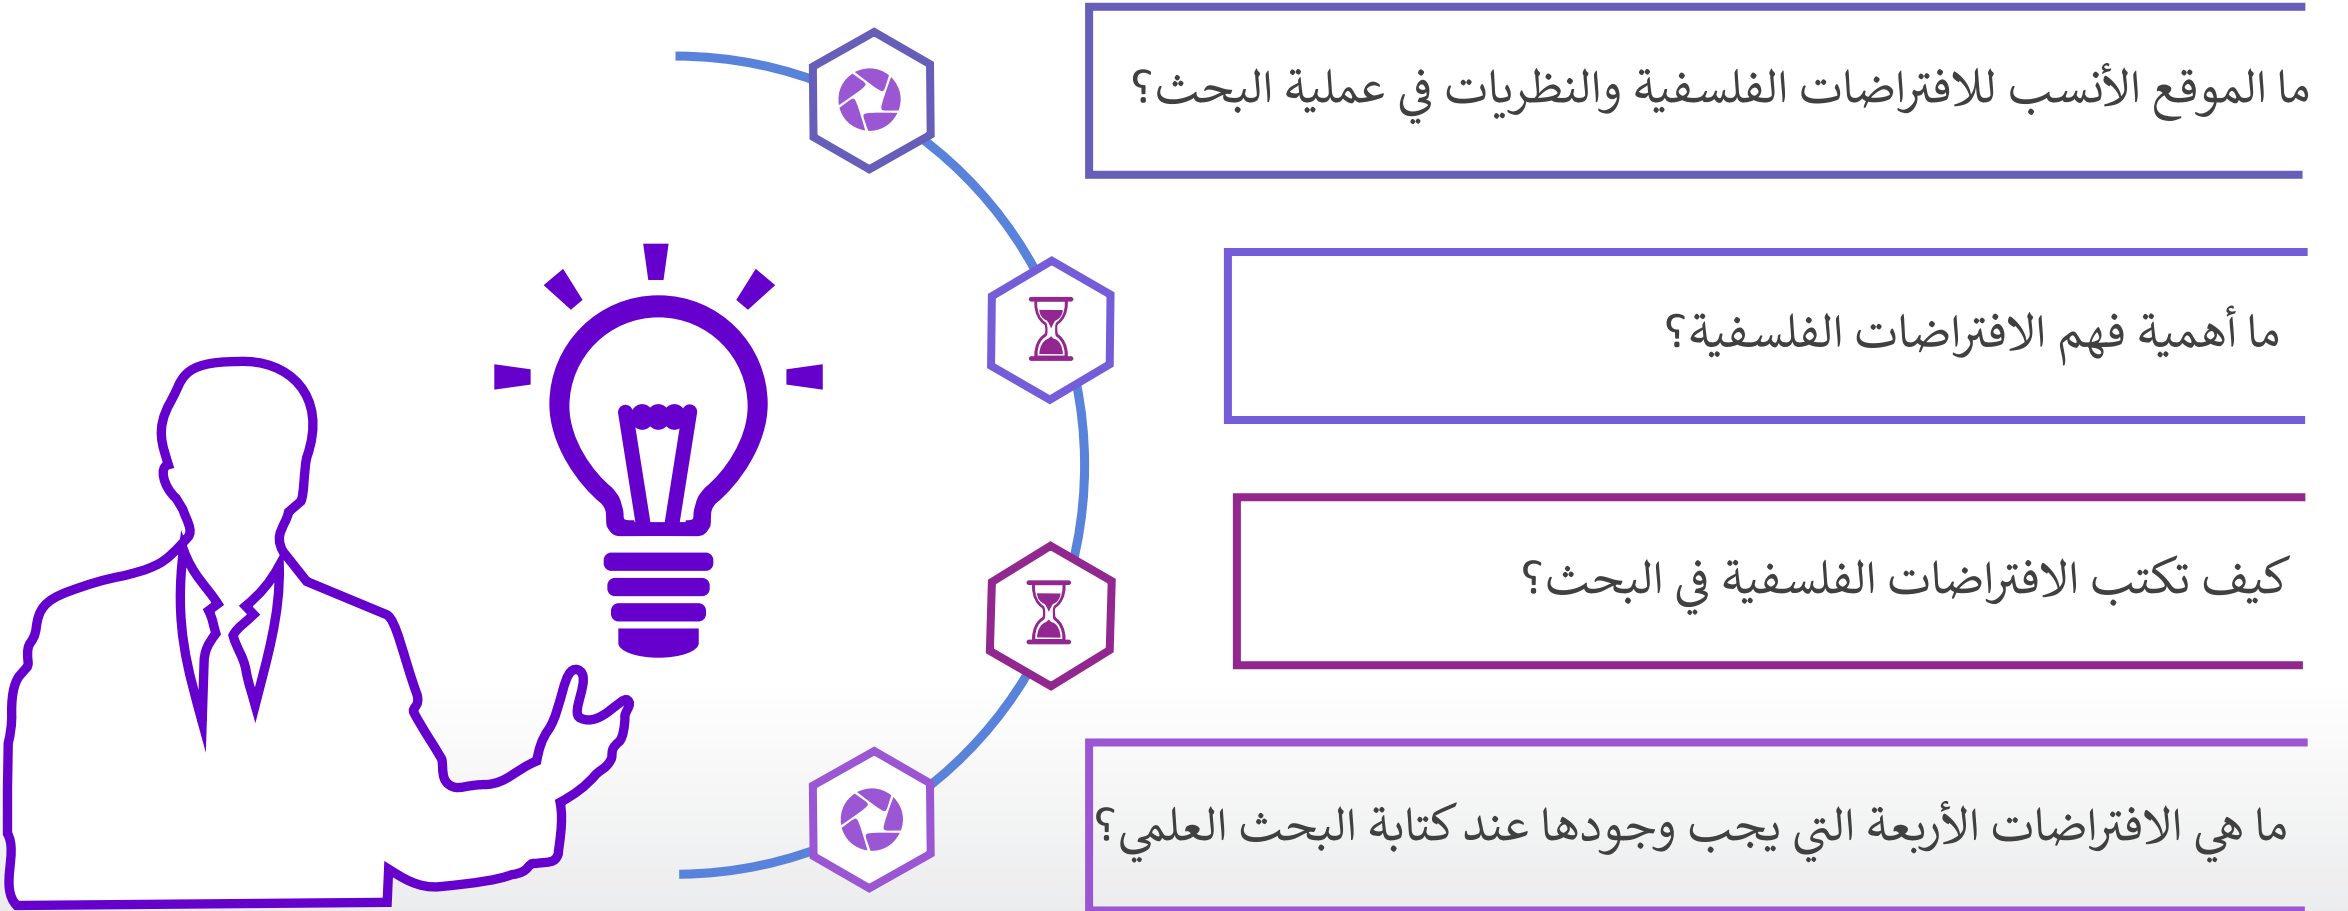 ما الموقع الأنسب للافتراضات الفلسفية والنظريات في عملية البحث؟
ما أهمية فهم الافتراضات الفلسفية؟
كيف تكتب الافتراضات الفلسفية في البحث؟
ما هي الافتراضات الأربعة التي يجب وجودها عند كتابة البحث العلمي؟